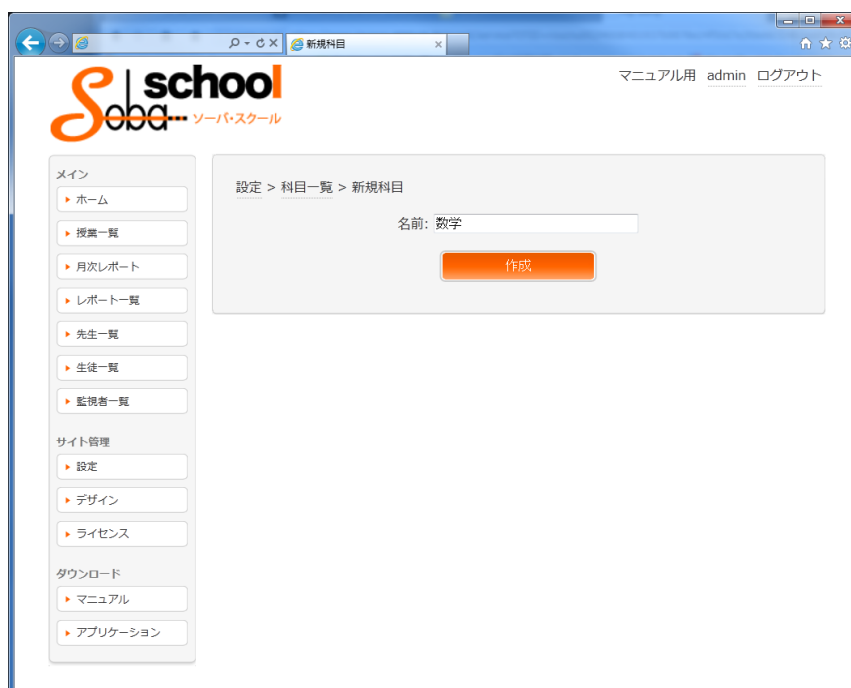 新規科目
school
Soba
ソーバ・スクール
マニュアル用 admin ログアウト
メイン
ホーム
授業一覧
月次レポート
レポート一覧
先生一覧
生徒一覧
監視者一覧
サイト管理
設定
デザイン
ライセンス
ダウンロード
マニュアル
アプリケーション
設定 > 科目一覧 > 新規科目
名前: 数学
作成